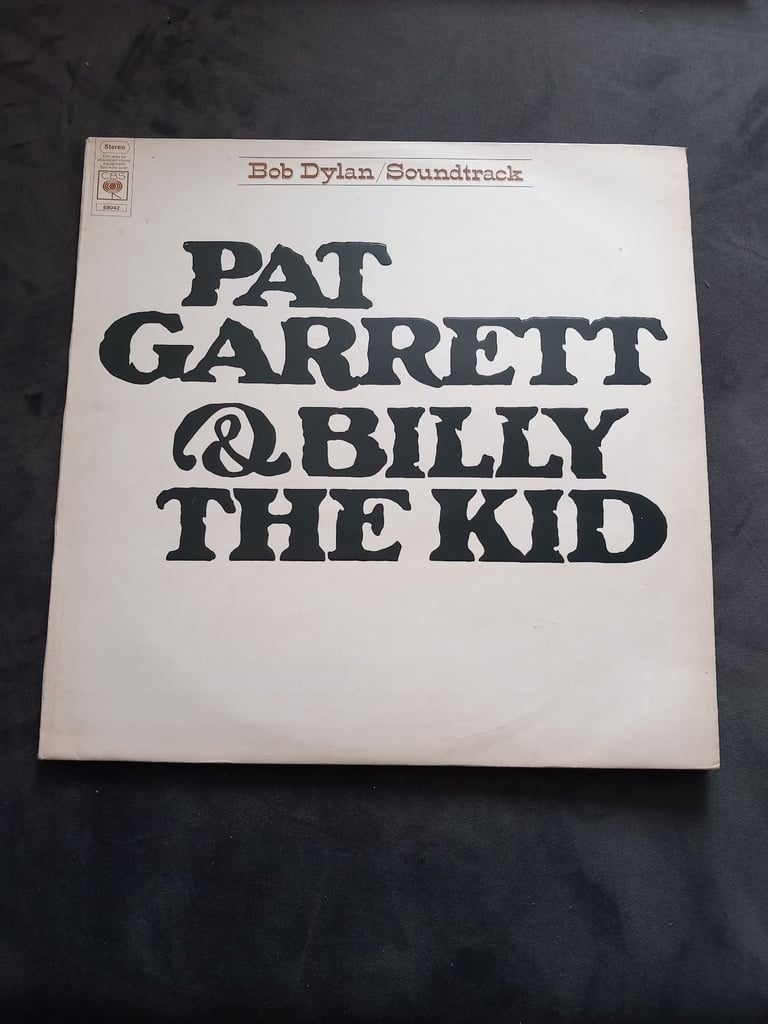 Stereo
CBS
69042
Bob Dylan/Soundtrack
PAT
GARRETT
& BILLY
THE KID